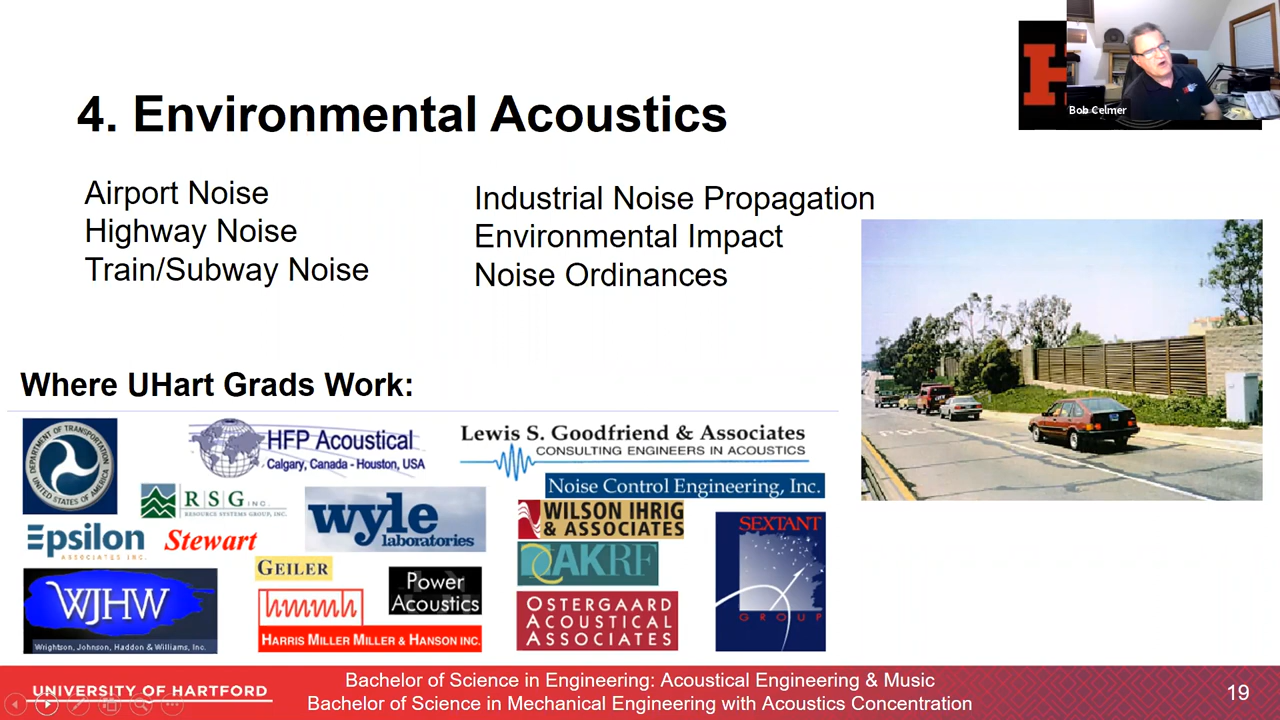 Bob Celmer
4. Environmental Acoustics
Airport Noise
Highway Noise
Train/Subway Noise
Industrial Noise Propagation
Environmental Impact
Noise Ordinances
Where UHart Grads Work:
DEPARTMENT OF TRANSPORTATION
UNITED STATES OF AMERICA
HFP Acoustical
Calgary, Canada - Houston, USA
LEWIS S. GOODFRIEND & ASSOCIATES
CONSULTING ENGINEERS IN ACOUSTICS
Noise Control Engineering, Inc.
R|S|G INC.
RESOURCE SYSTEMS GROUP, INC.
wyle
laboratories
WILSON IHRIG
& ASSOCIATES
SEXTANT
GROUP
Epsilon
ASSOCIATES INC.
Stewart
AKRF
GEILER
WJHW
Wrightson, Johnson, Haddon & Williams, Inc.
Power
Acoustics
hmmh
HARRIS MILLER MILLER & HANSON INC.
OSTERGAARD
ACOUSTICAL
ASSOCIATES
UNIVERSITY OF HARTFORD
Bachelor of Science in Engineering: Acoustical Engineering & Music
Bachelor of Science in Mechanical Engineering with Acoustics Concentration
19